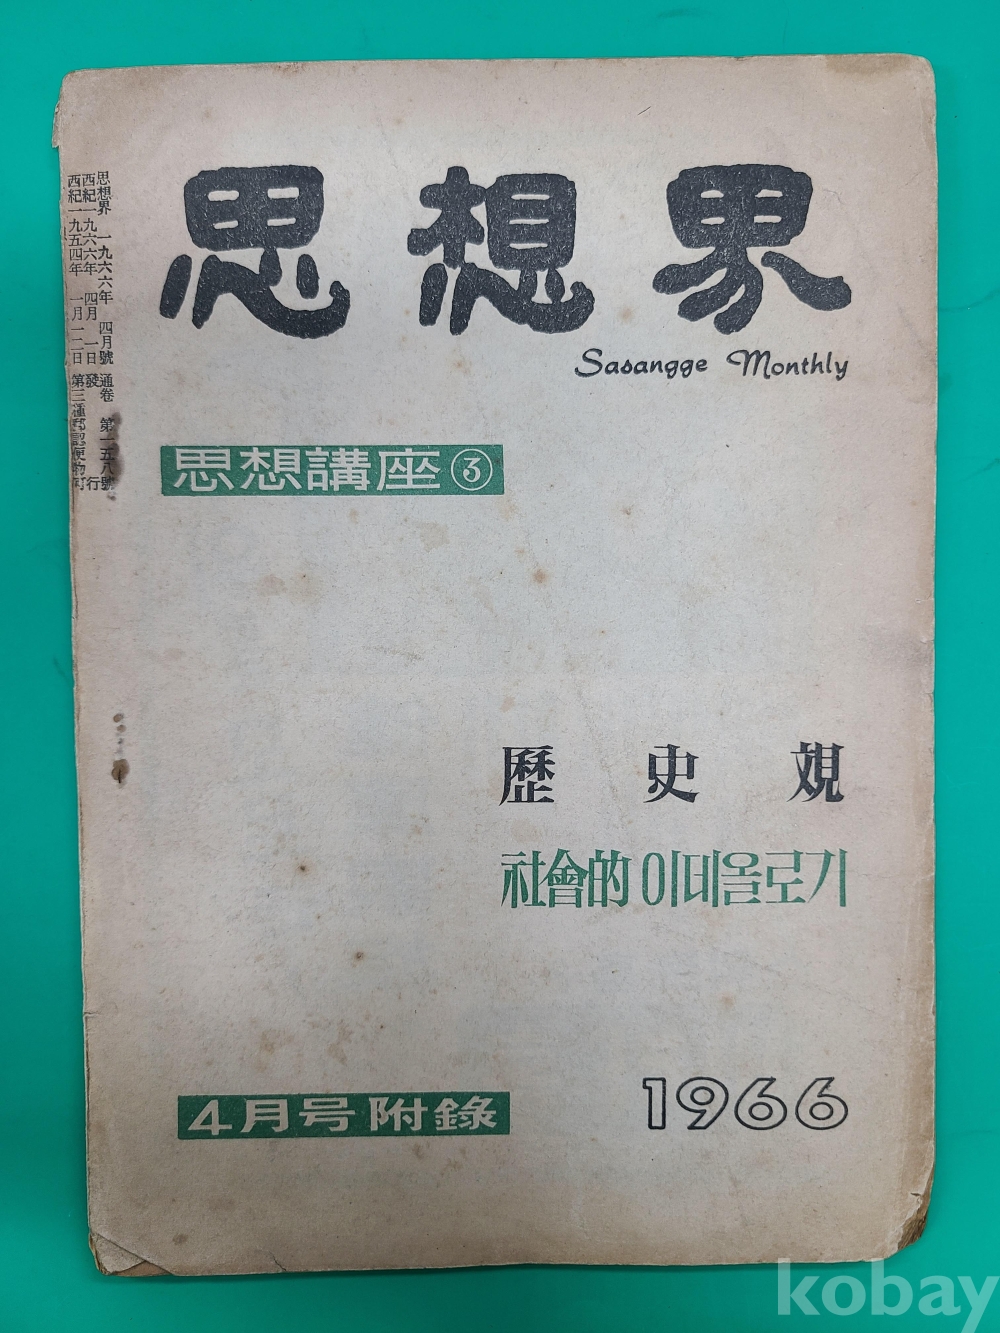 思想界
Sasangge Monthly
思想界 一九六六年 四月號 通卷 第一五八號
西紀一九六六年 四月 一日 發行
西紀一九五四年 一月一二日 第三種郵便物認可
思想講座③
歷史観
社會的 이데올로기
4月号附錄
1966
kobay